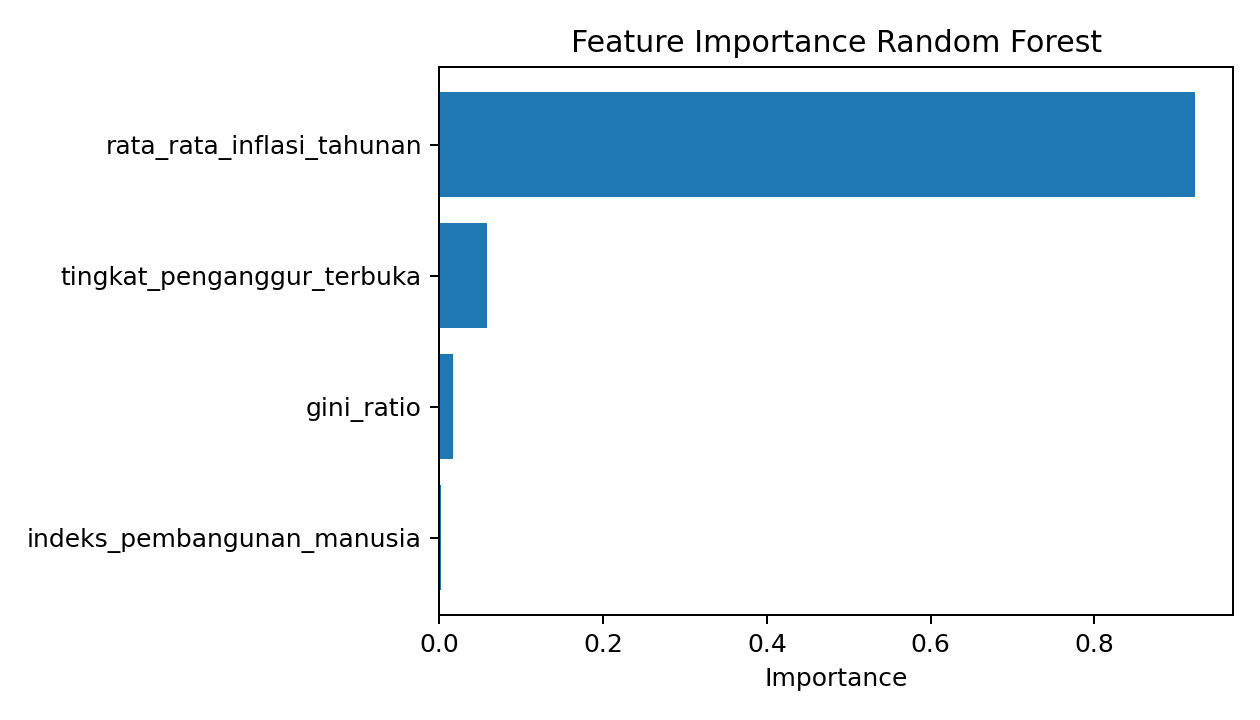 Feature Importance Random Forest
rata_rata_inflasi_tahunan
tingkat_penganggur_terbuka
gini_ratio
indeks_pembangunan_manusia
0.0 0.2 0.4 0.6 0.8
Importance